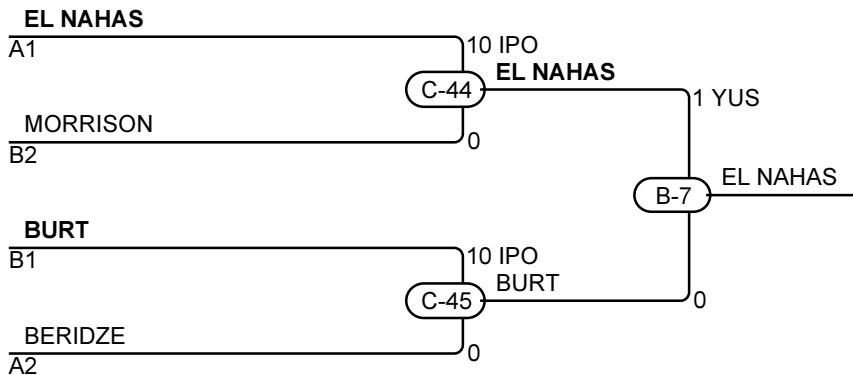 EL NAHAS
A1
10 IPO
C-44
EL NAHAS
MORRISON
B2
0
1 YUS
B-7
EL NAHAS
BURT
B1
10 IPO
C-45
BURT
0
BERIDZE
A2
0